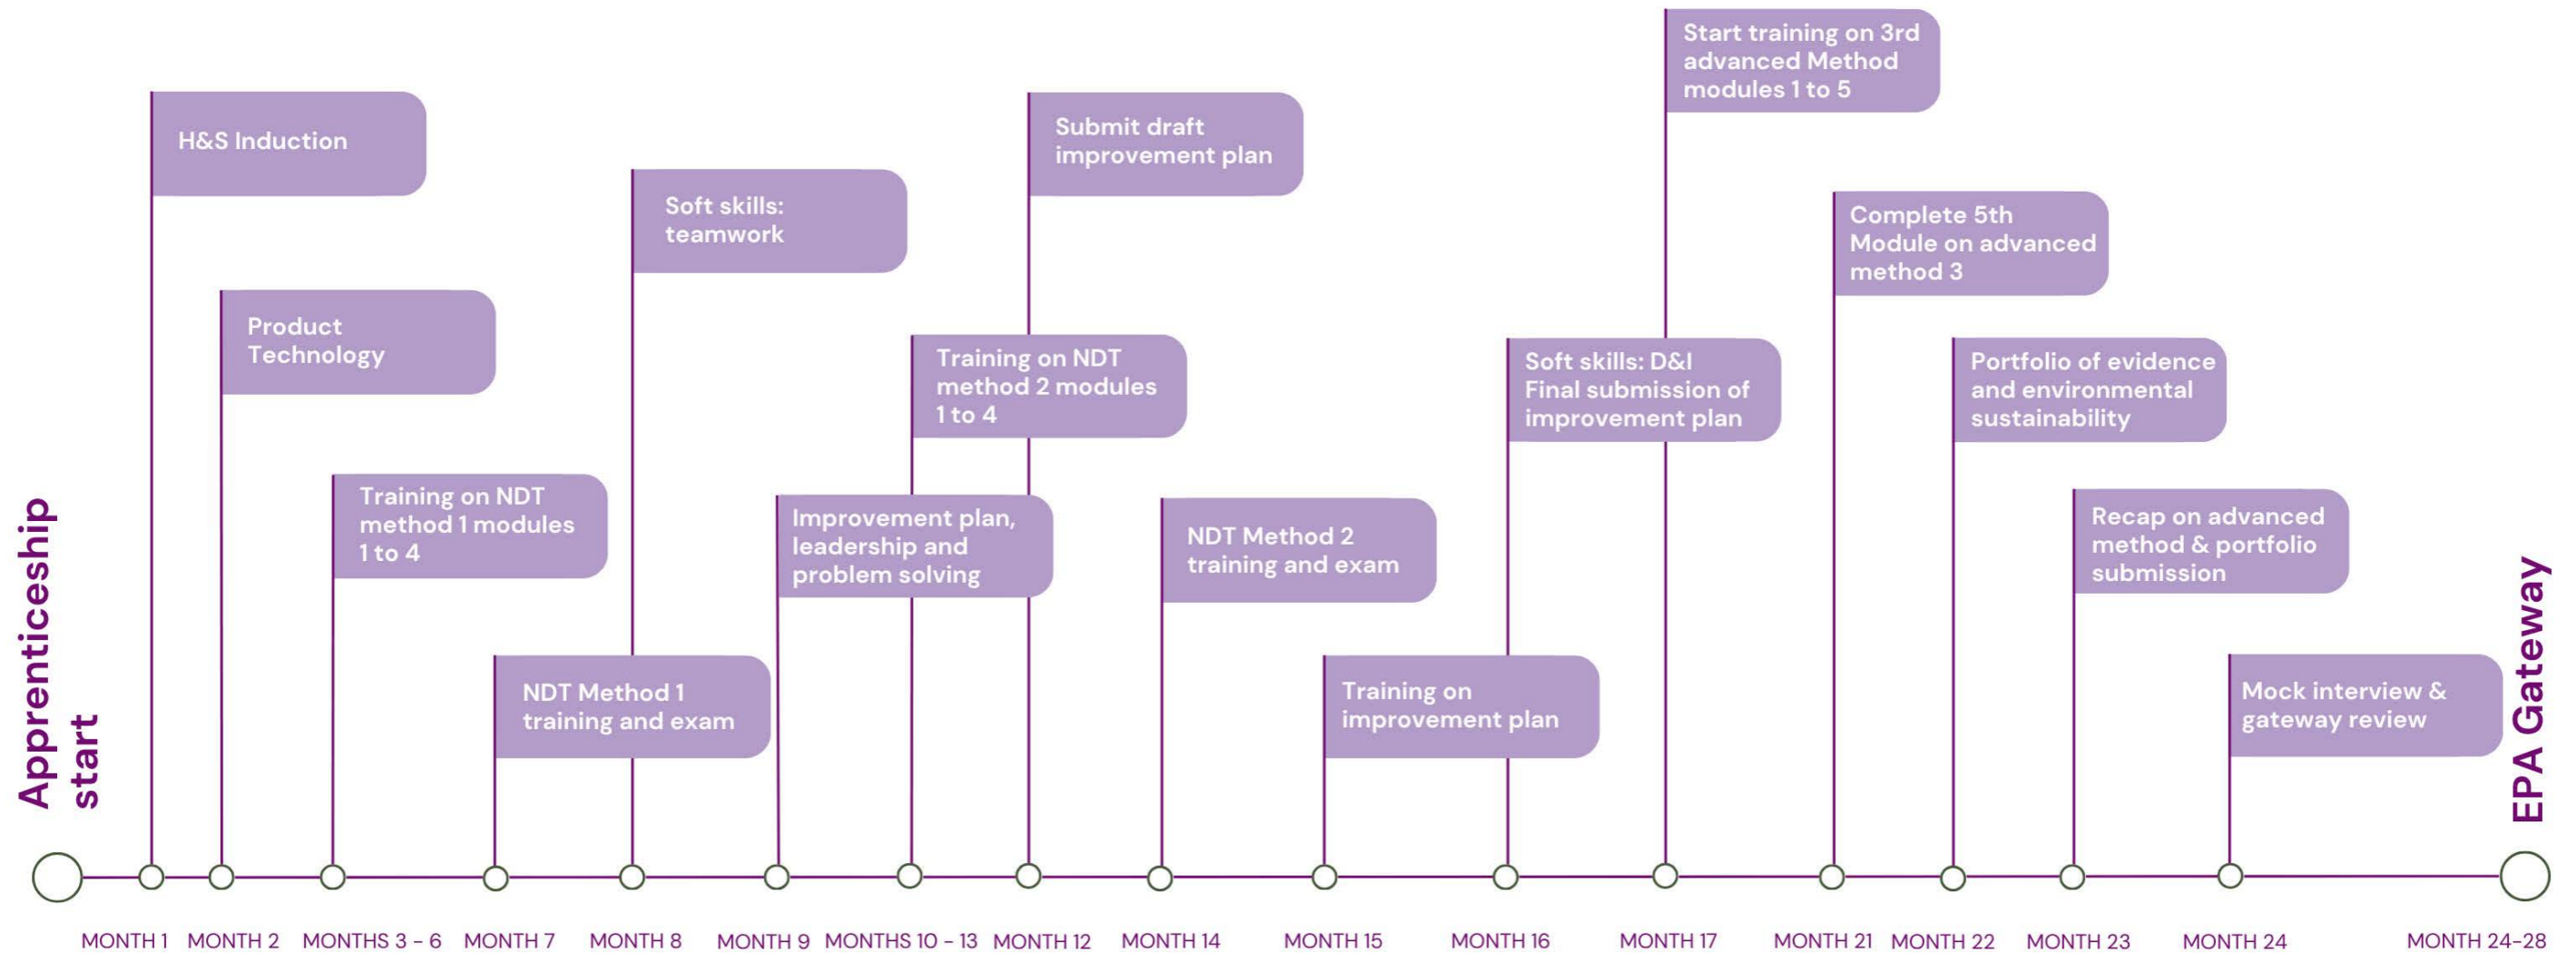 Apprenticeship
start
H&S Induction
Product
Technology
Training on NDT
method 1 modules
1 to 4
NDT Method 1
training and exam
Soft skills:
teamwork
Improvement plan,
leadership and
problem solving
Training on NDT
method 2 modules
1 to 4
Submit draft
improvement plan
NDT Method 2
training and exam
Training on
improvement plan
Soft skills: D&I
Final submission of
improvement plan
Start training on 3rd
advanced Method
modules 1 to 5
Complete 5th
Module on advanced
method 3
Portfolio of evidence
and environmental
sustainability
Recap on advanced
method & portfolio
submission
Mock interview &
gateway review
EPA Gateway
MONTH 1
MONTH 2
MONTHS 3 - 6
MONTH 7
MONTH 8
MONTH 9
MONTHS 10 - 13
MONTH 12
MONTH 14
MONTH 15
MONTH 16
MONTH 17
MONTH 21
MONTH 22
MONTH 23
MONTH 24
MONTH 24-28